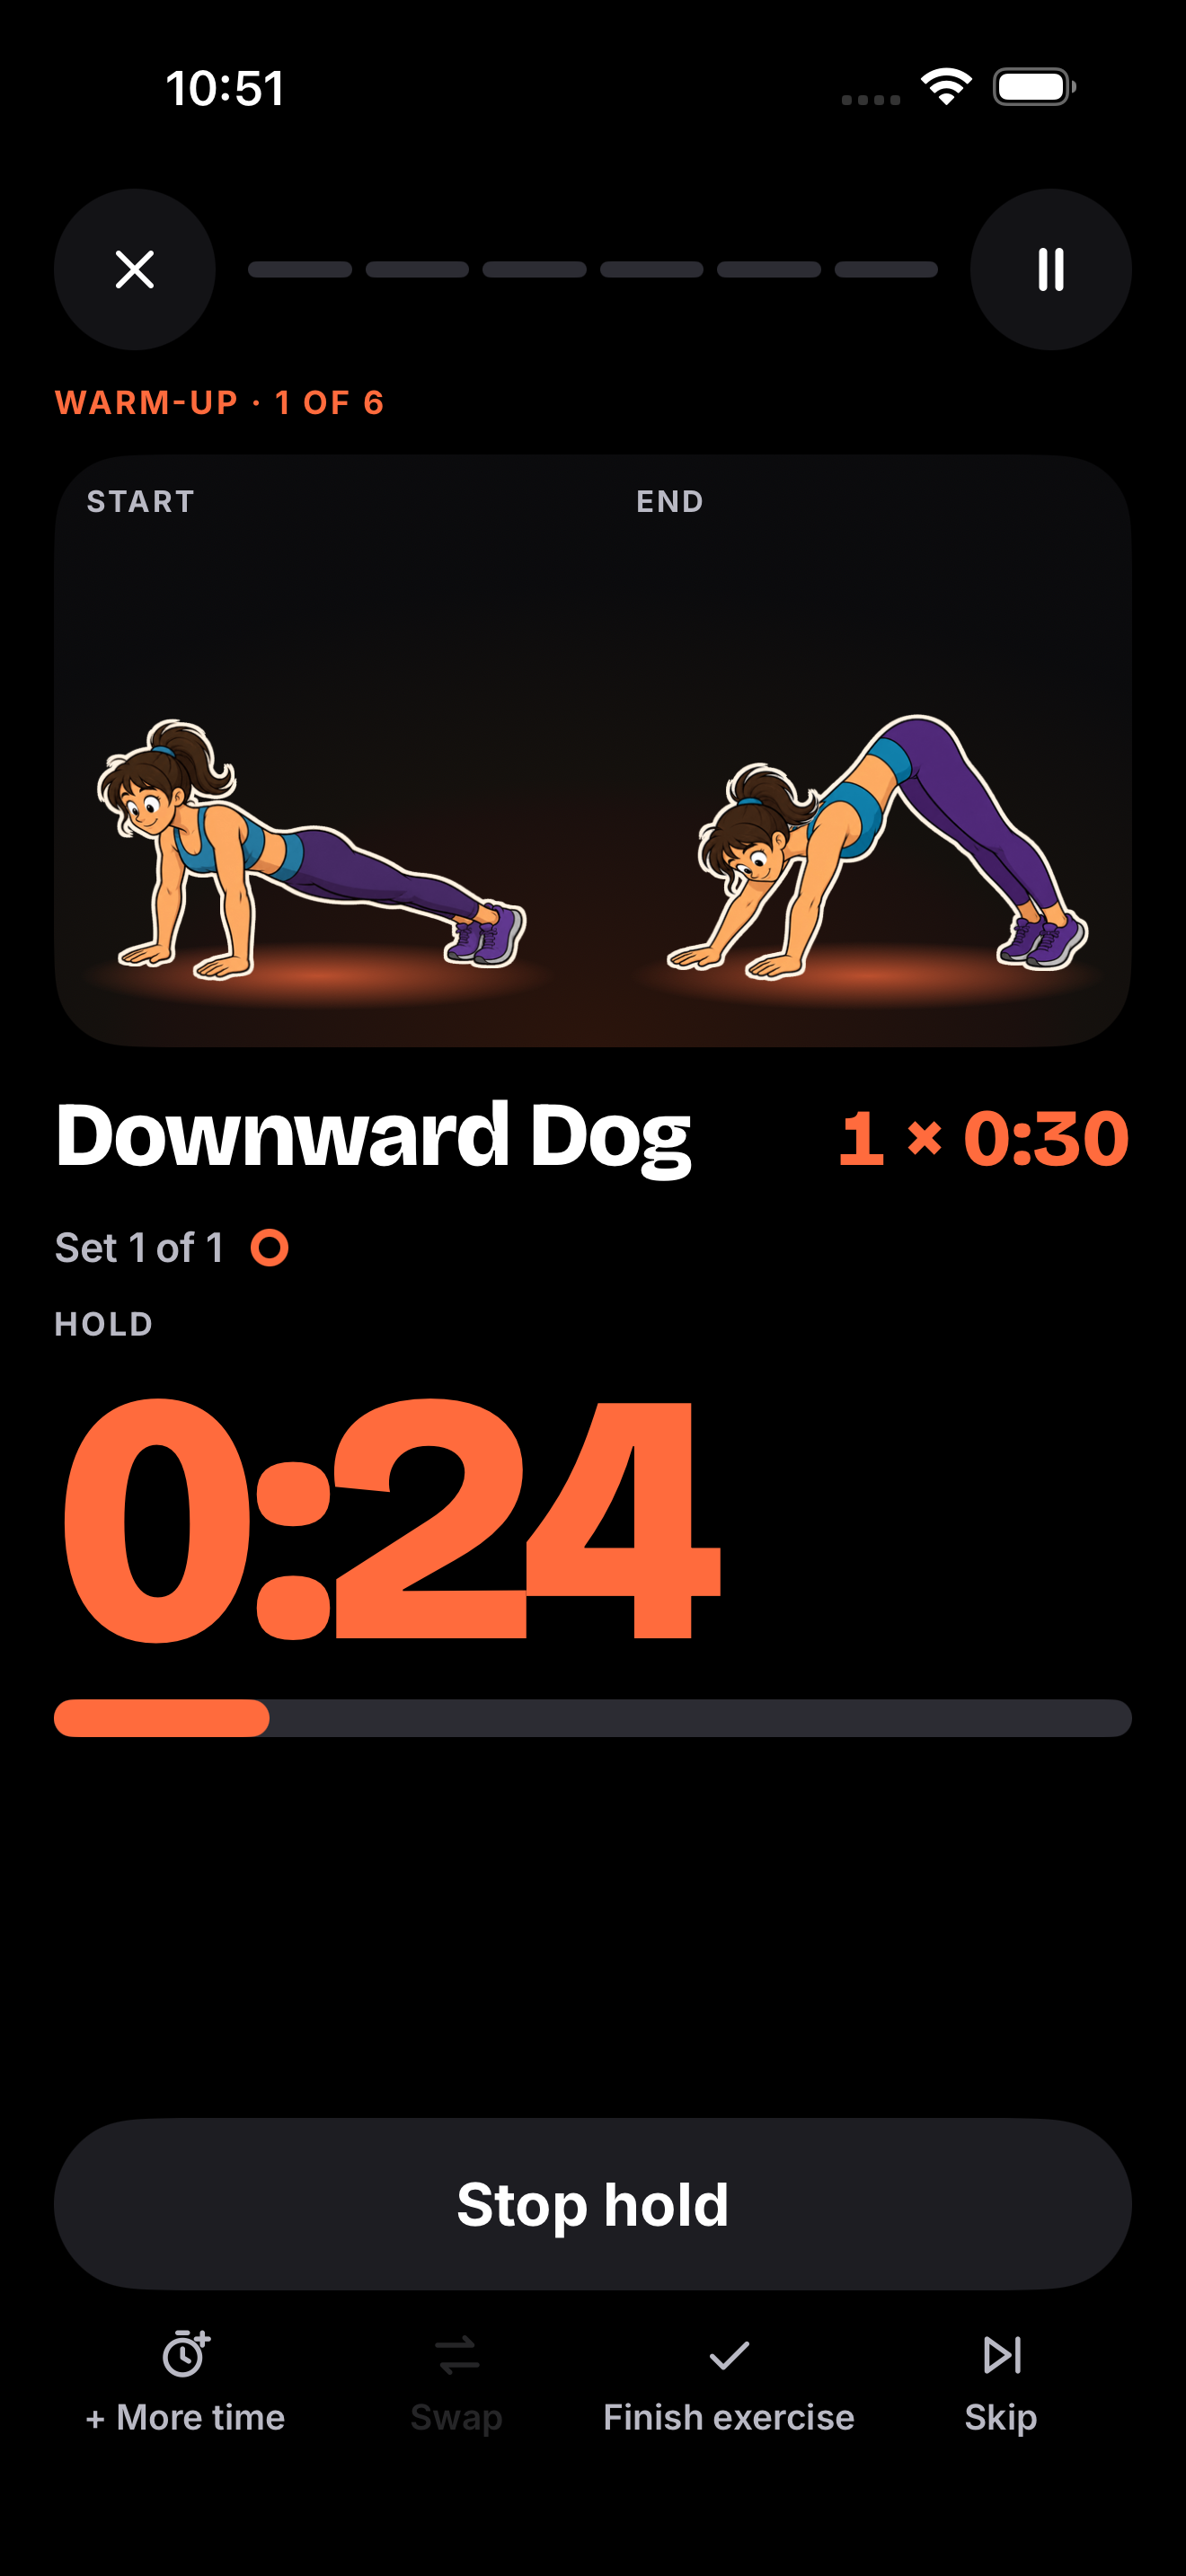 10:51
WARM-UP · 1 OF 6
START
END
Downward Dog
1 × 0:30
Set 1 of 1
HOLD
0:24
Stop hold
+ More time
Swap
Finish exercise
Skip